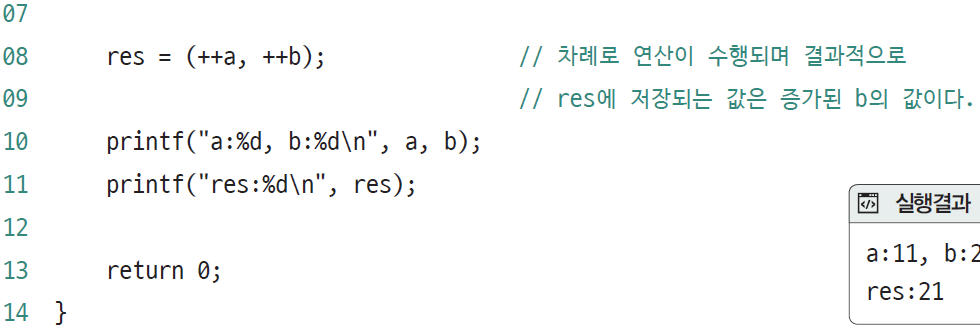 07
08 res = (++a, ++b); // 차례로 연산이 수행되며 결과적으로
09 // res에 저장되는 값은 증가된 b의 값이다.
10 printf("a:%d, b:%d\n", a, b);
11 printf("res:%d\n", res);
12
13 return 0;
14 }
</> 실행결과
a:11, b:2
res:21